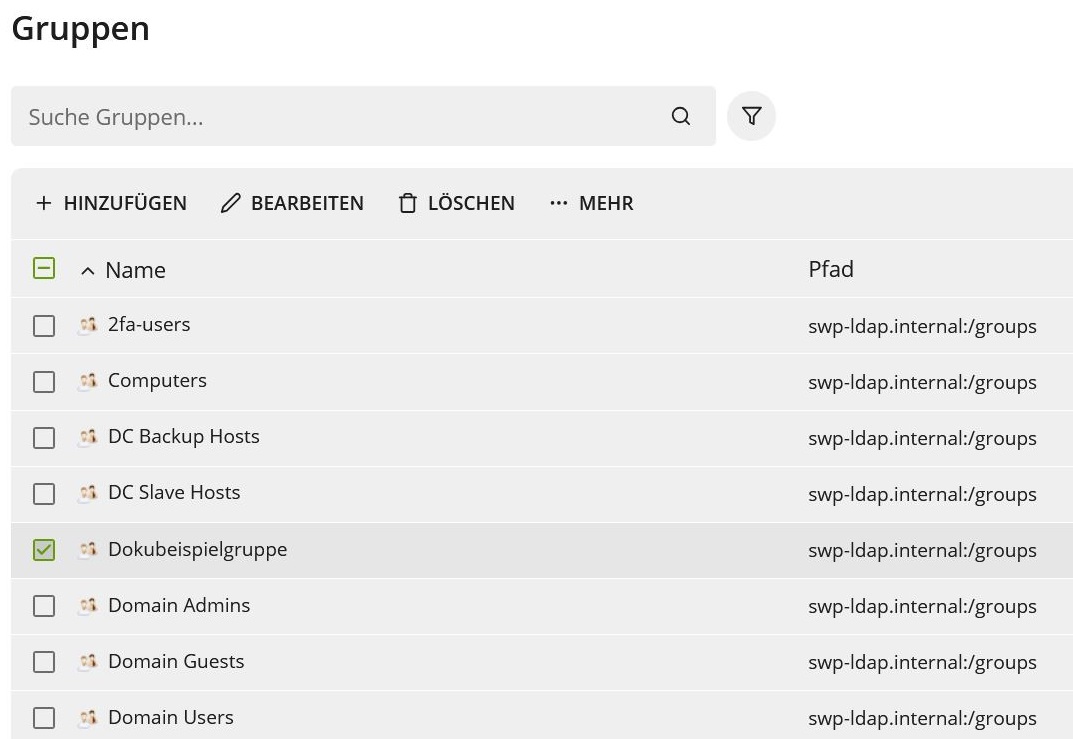 Gruppen
Suche Gruppen...
HINZUFÜGEN BEARBEITEN LÖSCHEN ··· MEHR
Name Pfad
2fa-users swp-ldap.internal:/groups
Computers swp-ldap.internal:/groups
DC Backup Hosts swp-ldap.internal:/groups
DC Slave Hosts swp-ldap.internal:/groups
Dokubeispielgruppe swp-ldap.internal:/groups
Domain Admins swp-ldap.internal:/groups
Domain Guests swp-ldap.internal:/groups
Domain Users swp-ldap.internal:/groups